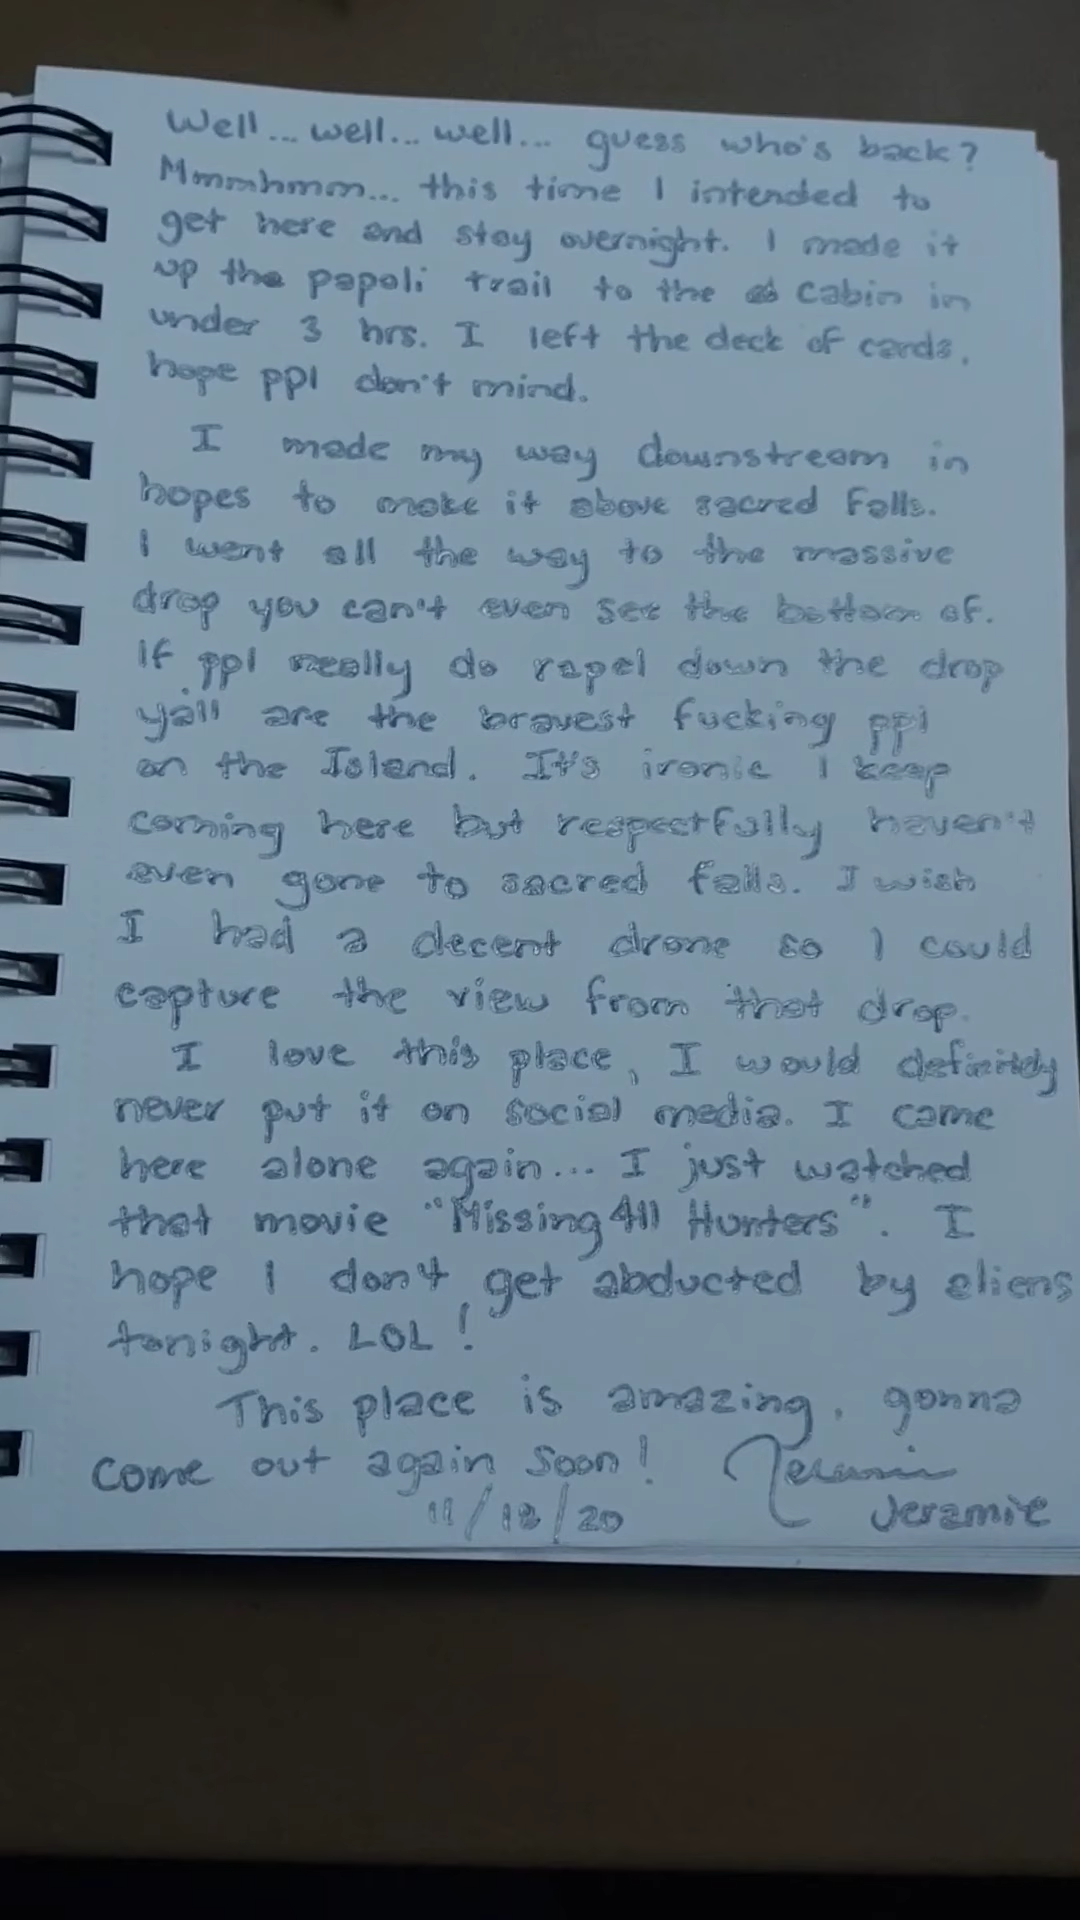 Well... well... well... guess who's back?
Mmmmhmm... this time I intended to
get here and stay overnight. I made it
up the papali trail to the cabin in
under 3 hrs. I left the deck of cards,
hope ppl don't mind.
I made my way downstream in
hopes to make it above sacred falls.
I went all the way to the massive
drop you can't even see the bottom of.
If ppl really do rapel down the drop
y'all are the bravest fucking ppl
on the Island. It's ironic I keep
coming here but respectfully haven't
even gone to sacred falls. I wish
I had a decent drone so I could
capture the view from that drop.
I love this place, I would definitely
never put it on social media. I came
here alone again... I just watched
that movie "Missing 411 Hunters". I
hope I don't get abducted by aliens
tonight. LOL!
This place is amazing, gonna
come out again soon! Jeramie
11/18/20 Jeramie